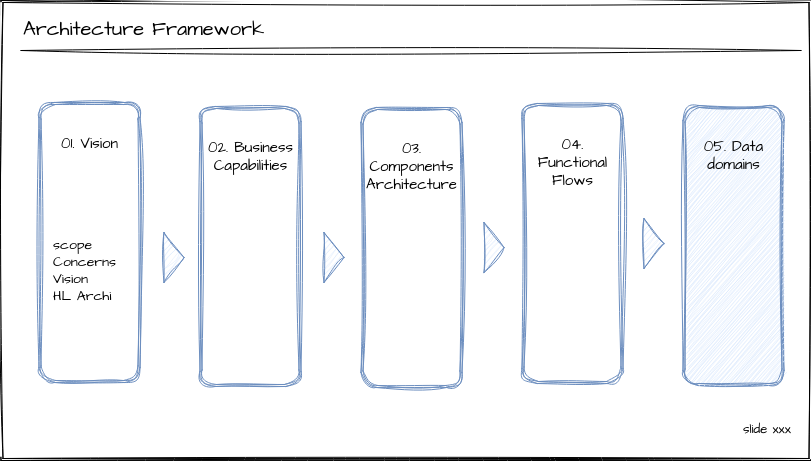 Architecture Framework
01. Vision
scope
Concerns
Vision
HL Archi
02. Business
Capabilities
03.
Components
Architecture
04.
Functional
Flows
05. Data
domains
slide xxx